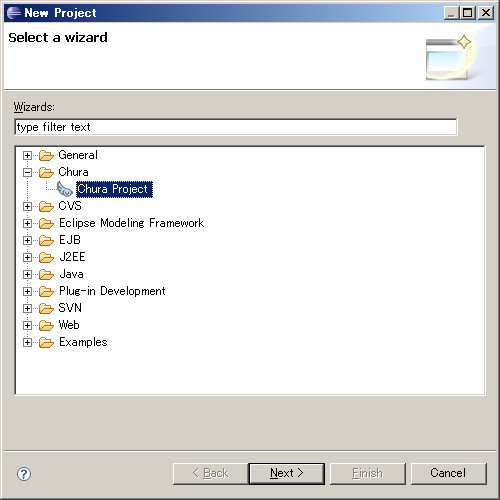 New Project
Select a wizard
Wizards:
type filter text
General
Chura
Chura Project
CVS
Eclipse Modeling Framework
EJB
J2EE
Java
Plug-in Development
SVN
Web
Examples
< Back
Next >
Finish
Cancel